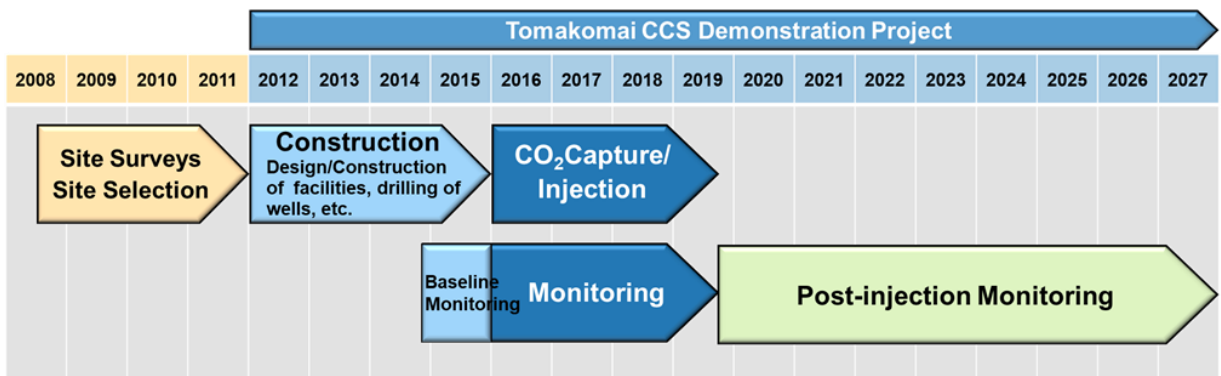 Tomakomai CCS Demonstration Project
2008 2009 2010 2011 2012 2013 2014 2015 2016 2017 2018 2019 2020 2021 2022 2023 2024 2025 2026 2027
Site Surveys
Site Selection
Construction
Design/Construction
of facilities, drilling of
wells, etc.
CO₂Capture/
Injection
Baseline
Monitoring
Monitoring
Post-injection Monitoring